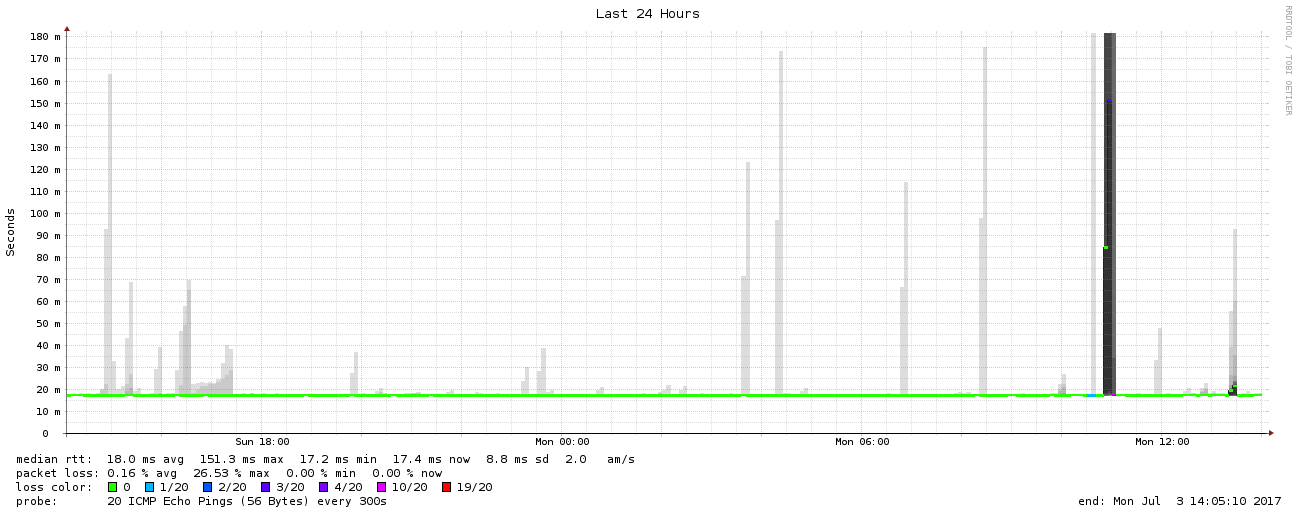 Last 24 Hours
RRDTOOL / TOBI OETIKER
Seconds
180 m
170 m
160 m
150 m
140 m
130 m
120 m
110 m
100 m
90 m
80 m
70 m
60 m
50 m
40 m
30 m
20 m
10 m
0
Sun 18:00 Mon 00:00 Mon 06:00 Mon 12:00
median rtt: 18.0 ms avg 151.3 ms max 17.2 ms min 17.4 ms now 8.8 ms sd 2.0 am/s
packet loss: 0.16 % avg 26.53 % max 0.00 % min 0.00 % now
loss color: 0 1/20 2/20 3/20 4/20 10/20 19/20
probe: 20 ICMP Echo Pings (56 Bytes) every 300s end: Mon Jul 3 14:05:10 2017